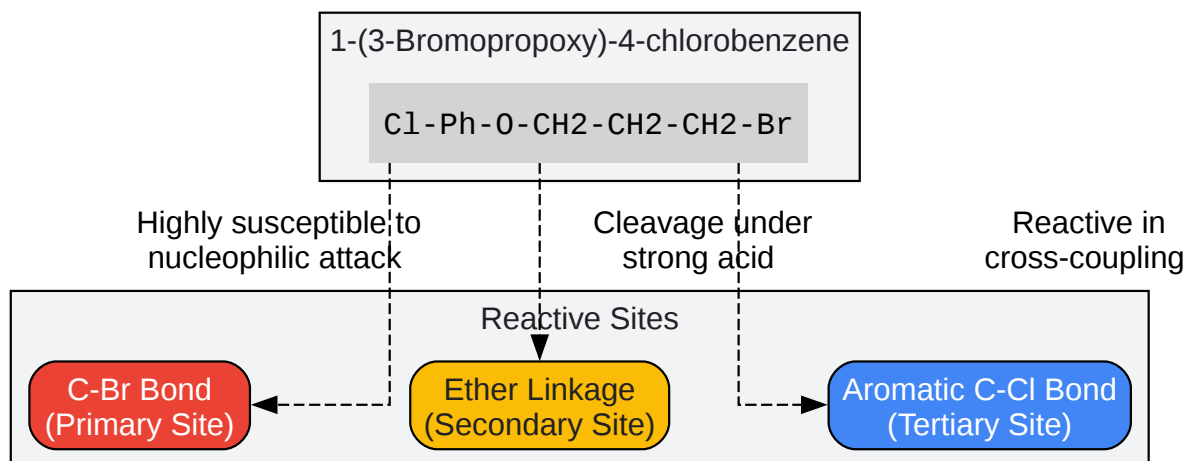 1-(3-Bromopropoxy)-4-chlorobenzene
Cl-Ph-O-CH2-CH2-CH2-Br
Highly susceptible to
nucleophilic attack
Cleavage under
strong acid
Reactive in
cross-coupling
Reactive Sites
C-Br Bond
(Primary Site)
Ether Linkage
(Secondary Site)
Aromatic C-Cl Bond
(Tertiary Site)